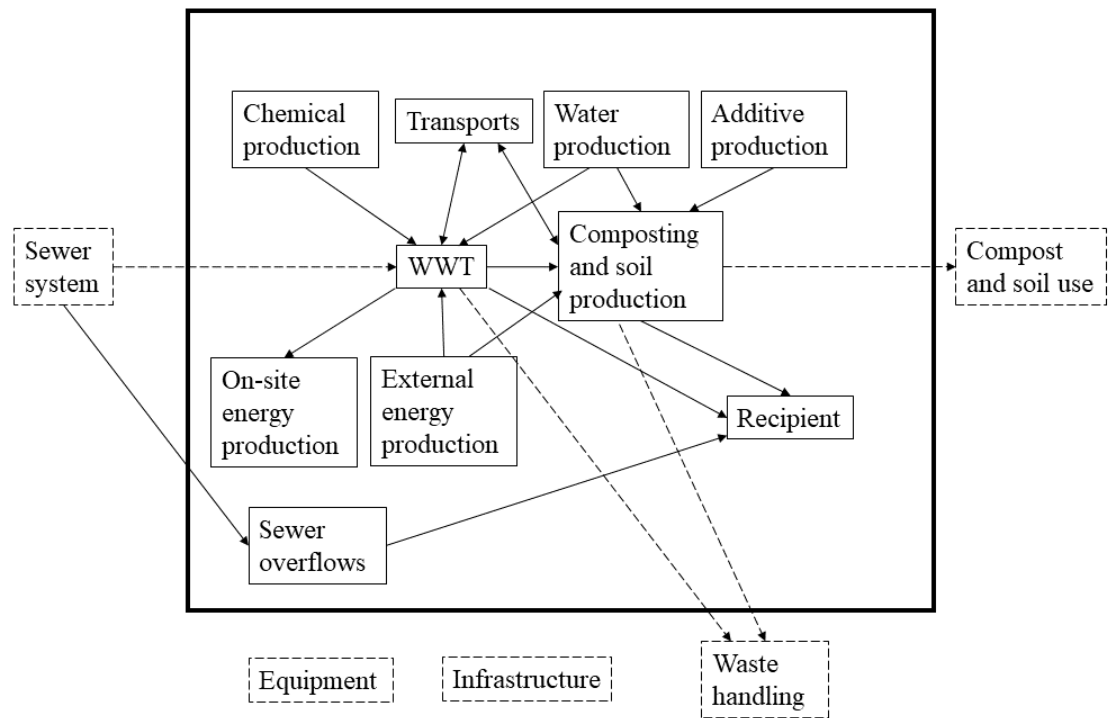 Chemical
production
Transports
Water
production
Additive
production
Sewer
system
WWT
Composting
and soil
production
Compost
and soil use
On-site
energy
production
External
energy
production
Recipient
Sewer
overflows
Equipment
Infrastructure
Waste
handling